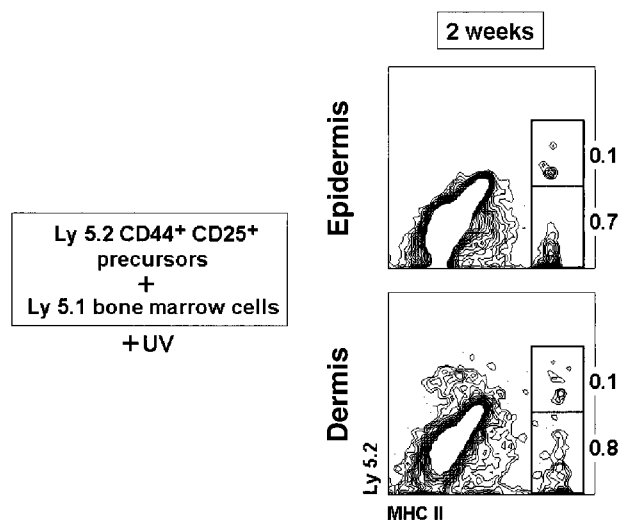 2 weeks
Epidermis
0.1
0.7
Ly 5.2 CD44+ CD25+
precursors
+
Ly 5.1 bone marrow cells
+UV
Dermis
0.1
0.8
Ly 5.2
MHC II